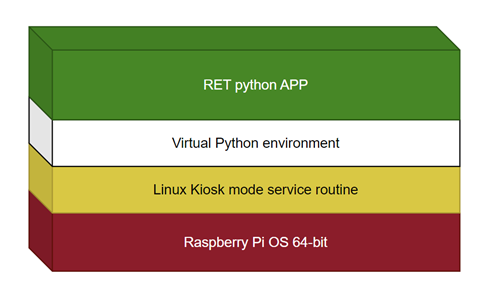 RET python APP
Virtual Python environment
Linux Kiosk mode service routine
Raspberry Pi OS 64-bit